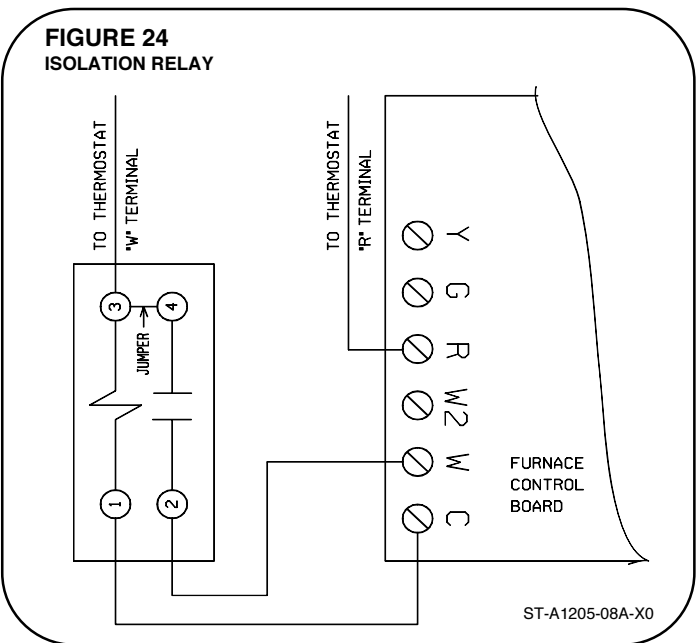 FIGURE 24
ISOLATION RELAY
TO THERMOSTAT
"W" TERMINAL
TO THERMOSTAT
"R" TERMINAL
3
4
JUMPER
1
2
Y
G
R
W2
W
C
FURNACE
CONTROL
BOARD
ST-A1205-08A-X0